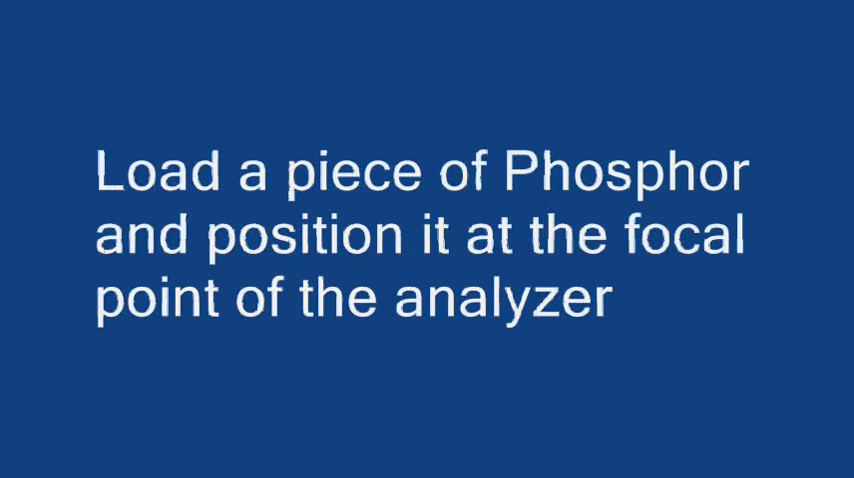 Load a piece of Phosphor
and position it at the focal
point of the analyzer